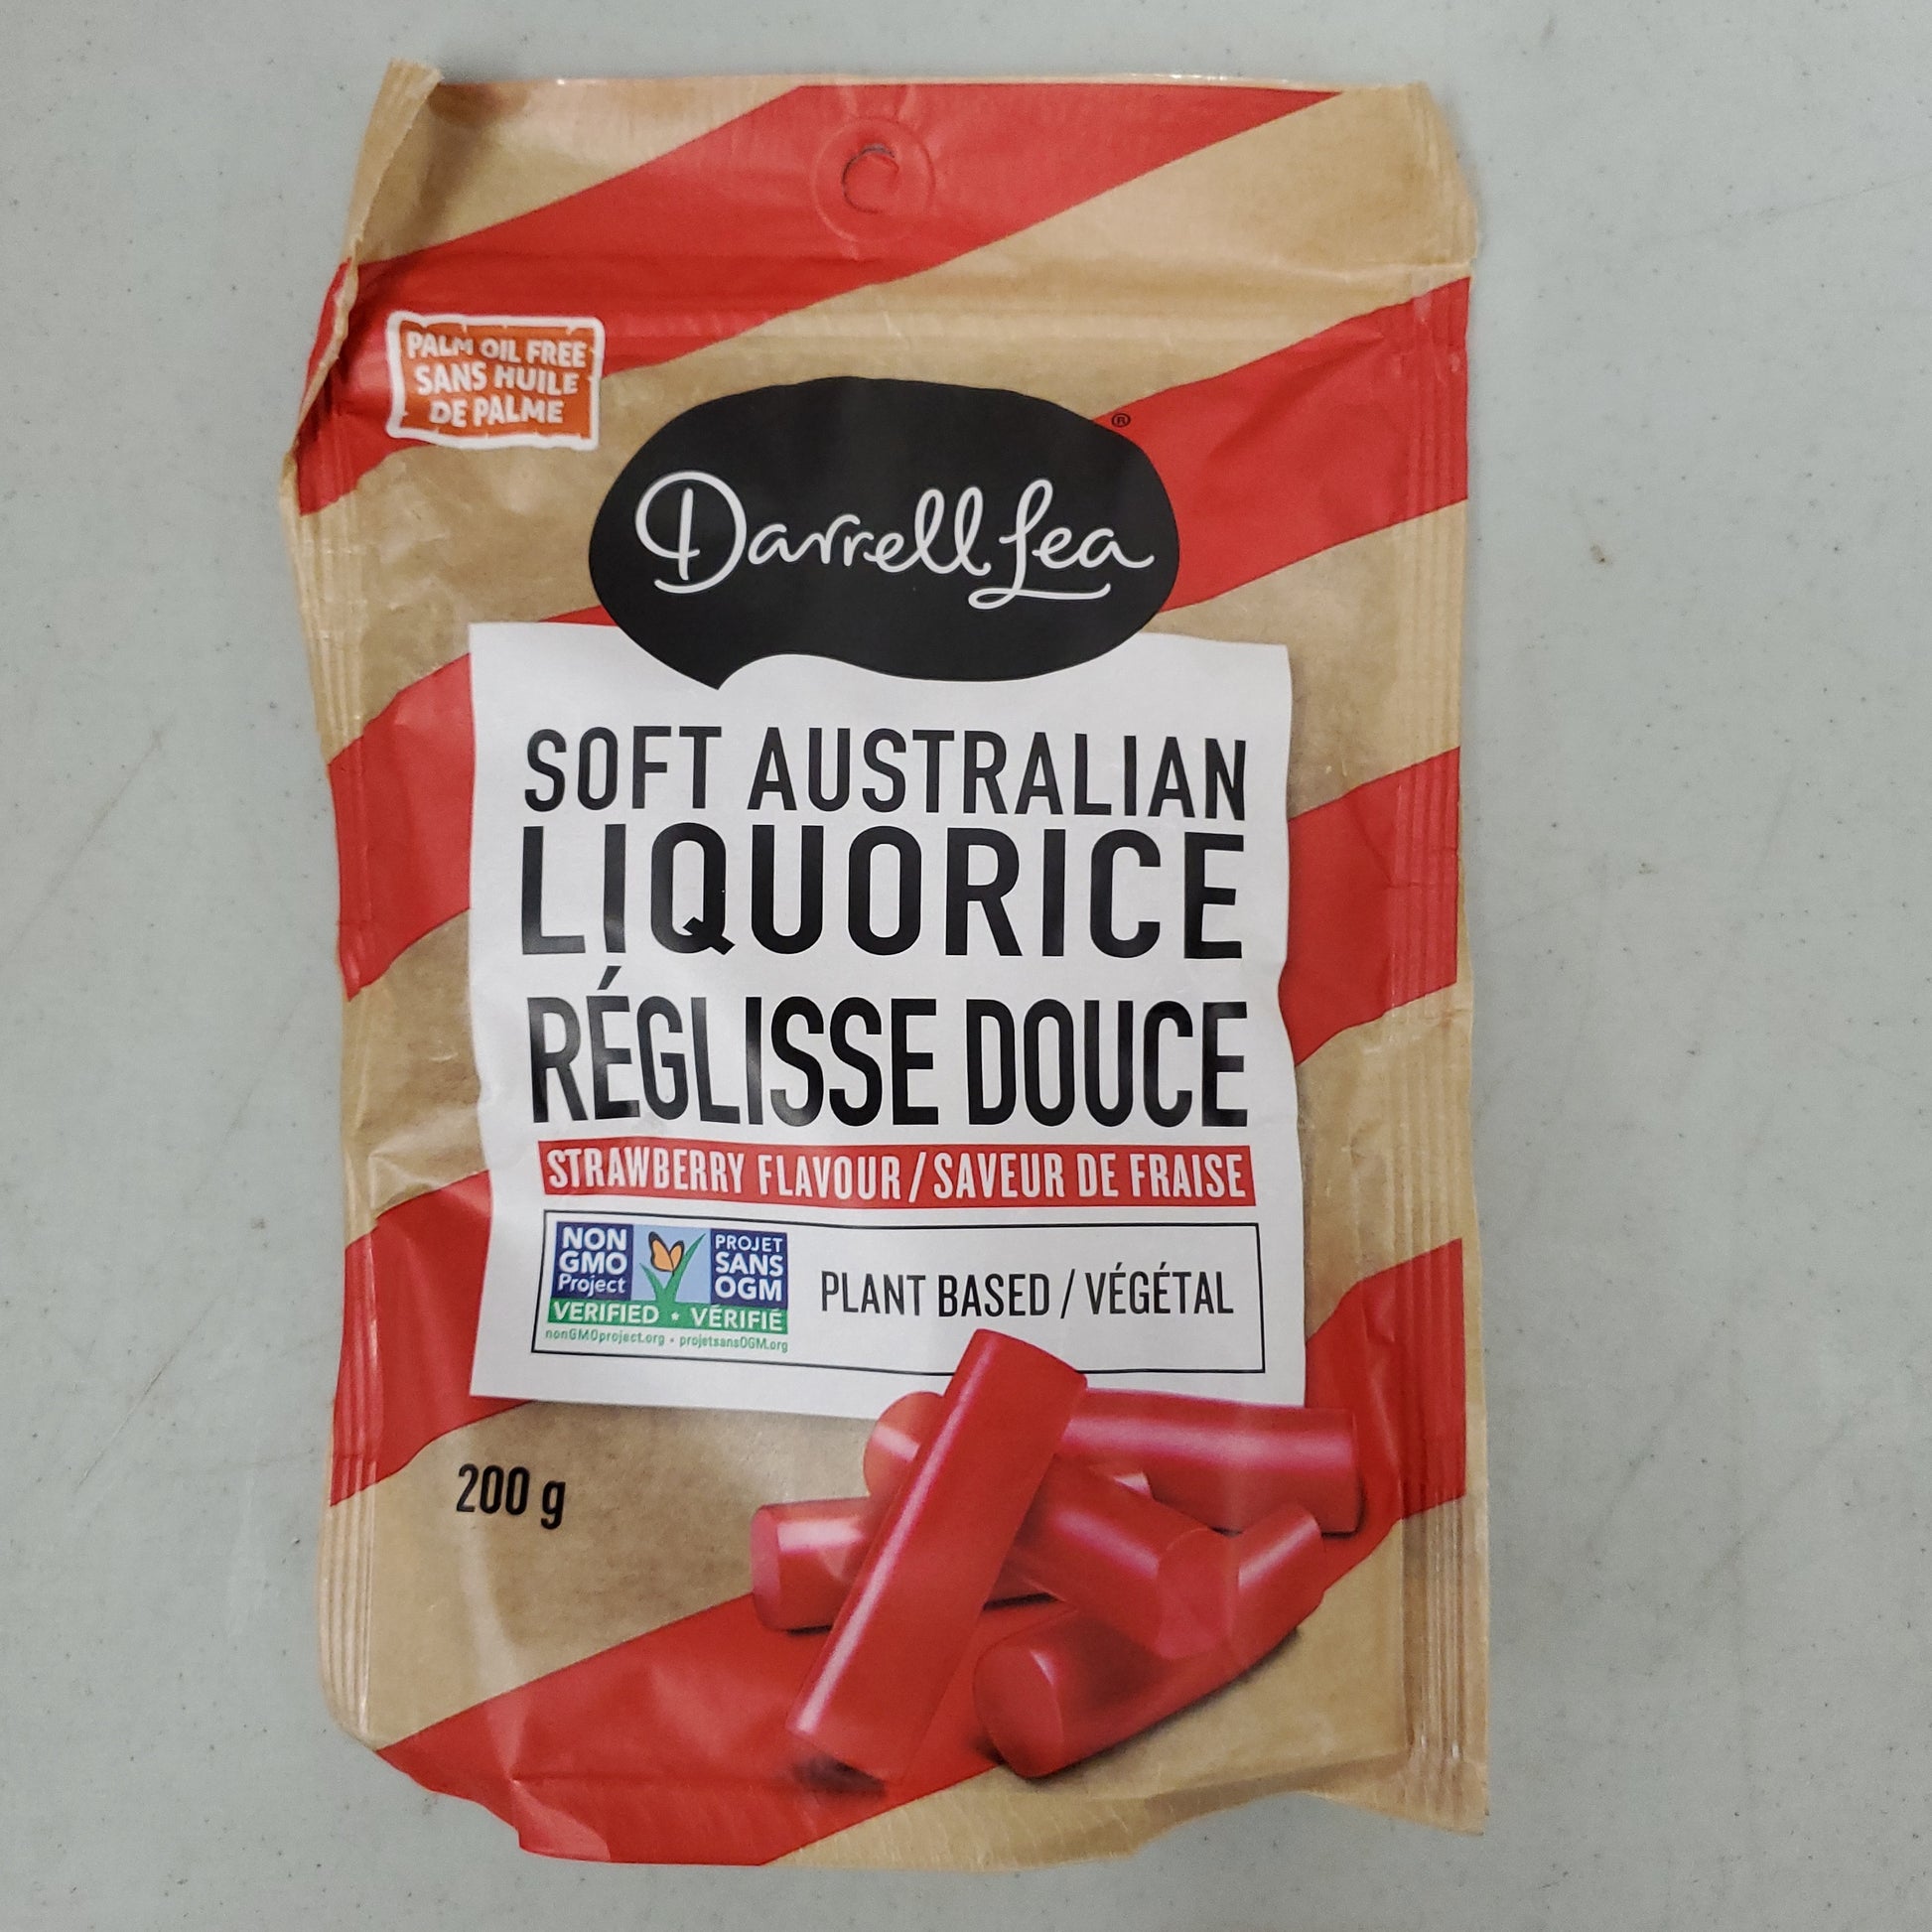 PALM OIL FREE
SANS HUILE
DE PALME
Darrell Lea®
SOFT AUSTRALIAN
LIQUORICE
RÉGLISSE DOUCE
STRAWBERRY FLAVOUR / SAVEUR DE FRAISE
NON
GMO
Project
PROJET
SANS
OGM
VERIFIED • VÉRIFIÉ
nonGMOproject.org • projetsansOGM.org
PLANT BASED / VÉGÉTAL
200 g